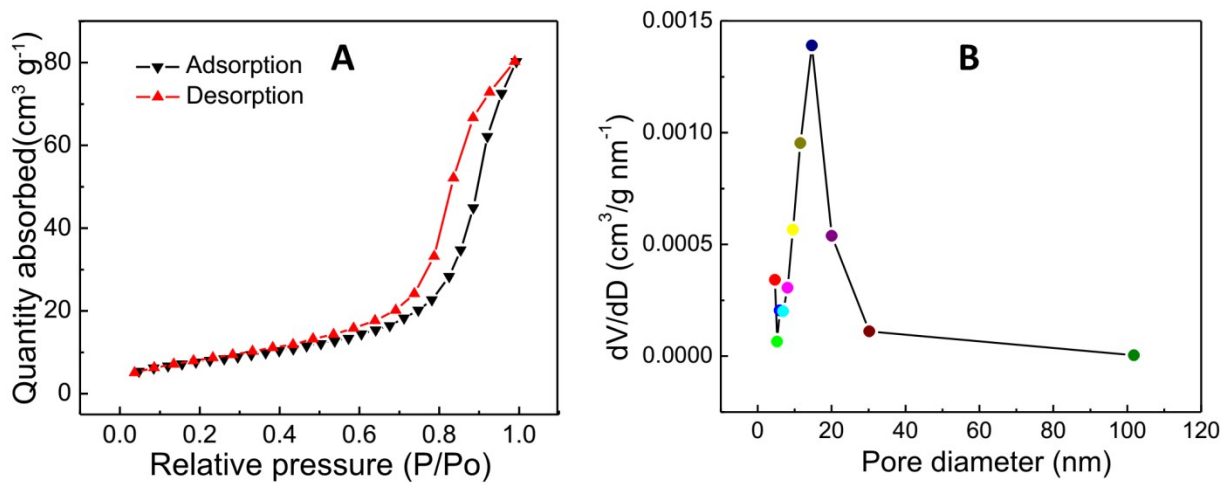 A
Adsorption
Desorption
Quantity absorbed(cm³ g⁻¹)
80
60
40
20
0
0.0 0.2 0.4 0.6 0.8 1.0
Relative pressure (P/Po)
B
dV/dD (cm³/g nm⁻¹)
0.0015
0.0010
0.0005
0.0000
0 20 40 60 80 100 120
Pore diameter (nm)